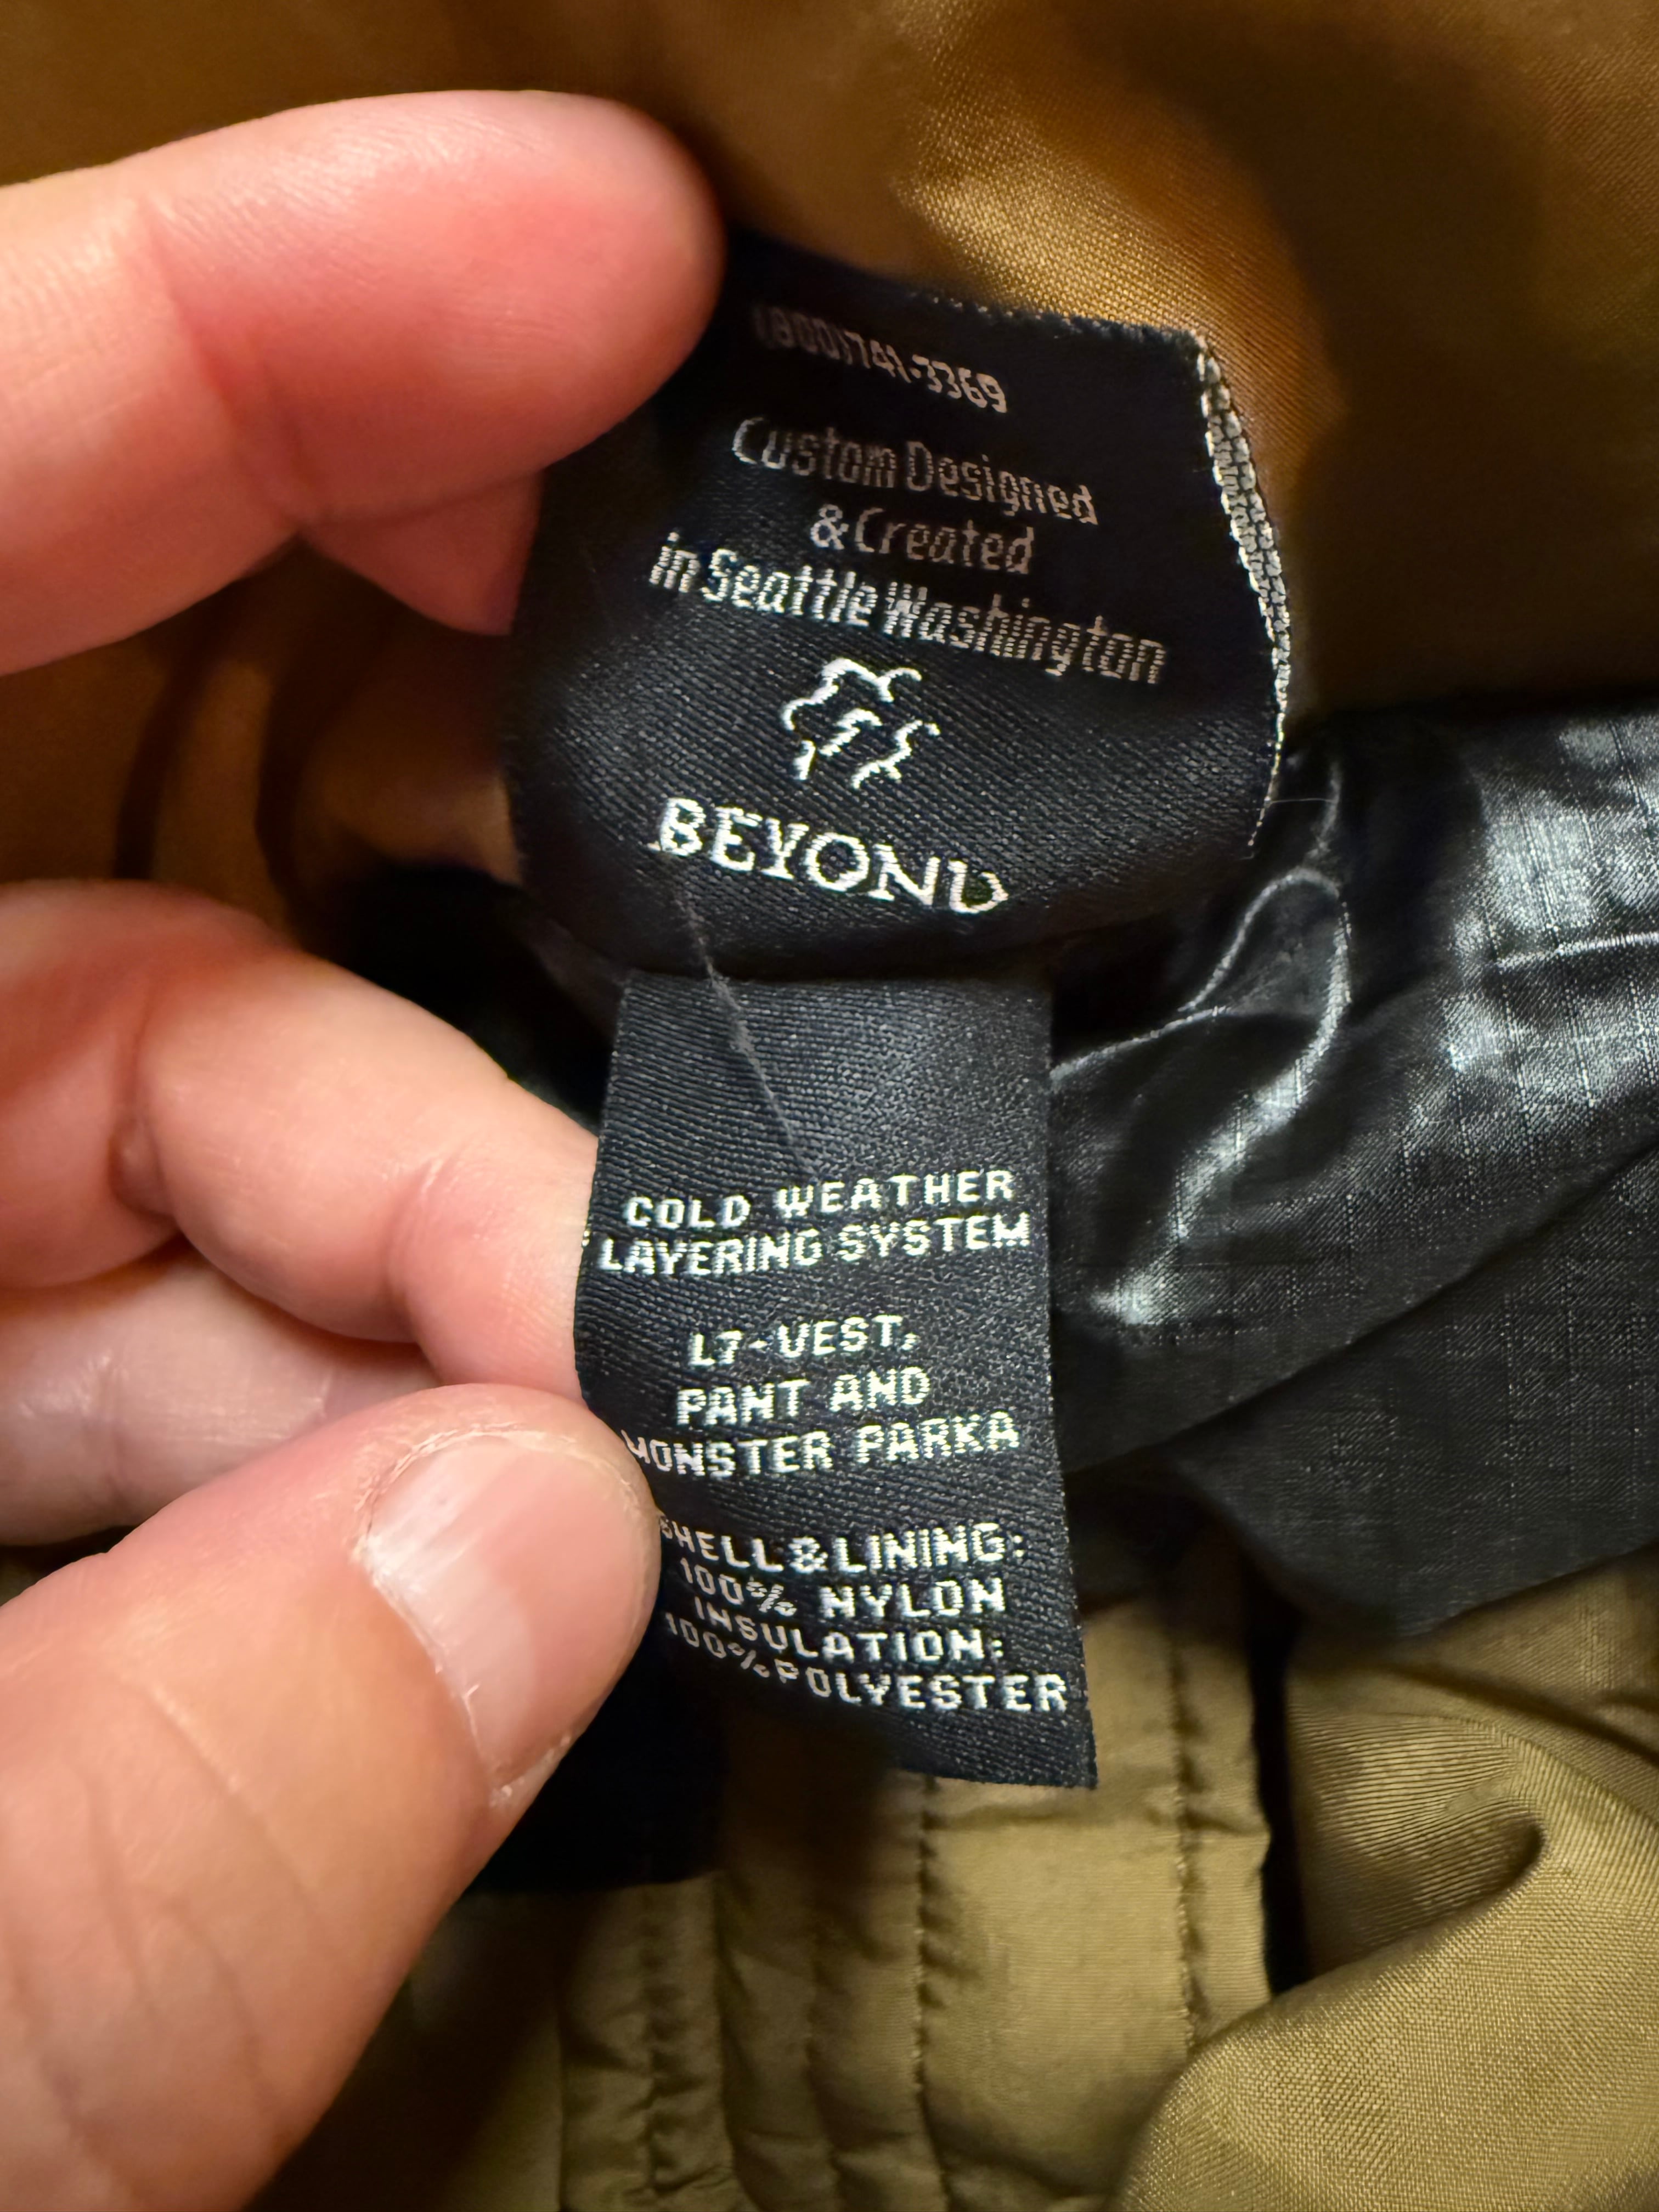 (800)741-3369
Custom Designed
& Created
in Seattle Washington
BEYOND
COLD WEATHER
LAYERING SYSTEM
L7-VEST,
PANT AND
MONSTER PARKA
SHELL & LINING:
100% NYLON
INSULATION:
100% POLYESTER